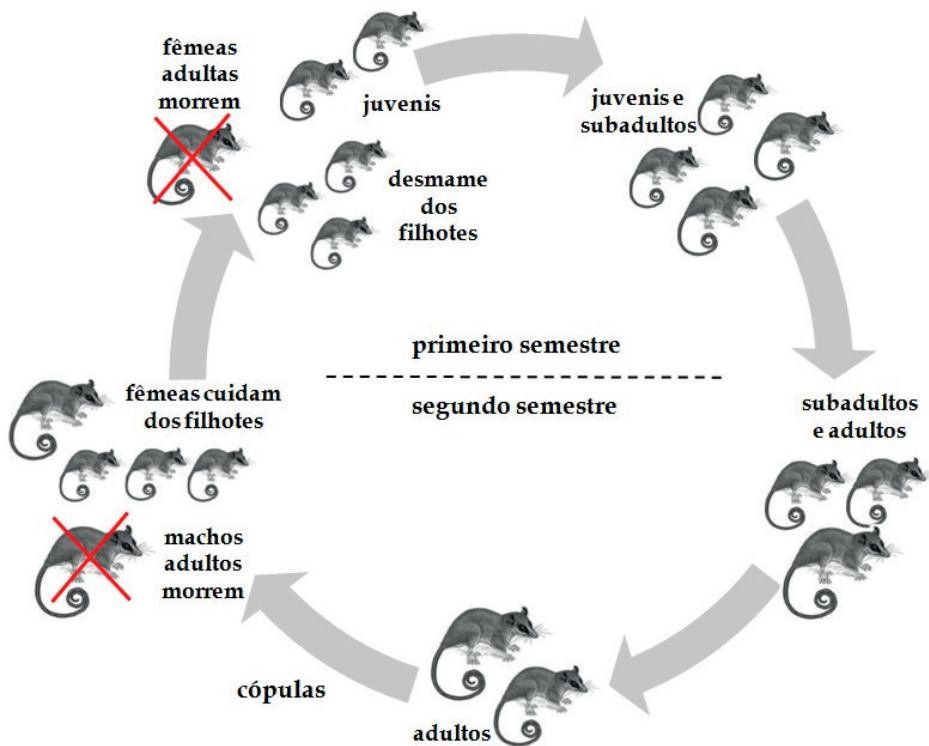 fêmeas
adultas
morrem
juvenis
desmame
dos
filhotes
juvenis e
subadultos
primeiro semestre
segundo semestre
subadultos
e adultos
adultos
cópulas
machos
adultos
morrem
fêmeas cuidam
dos filhotes